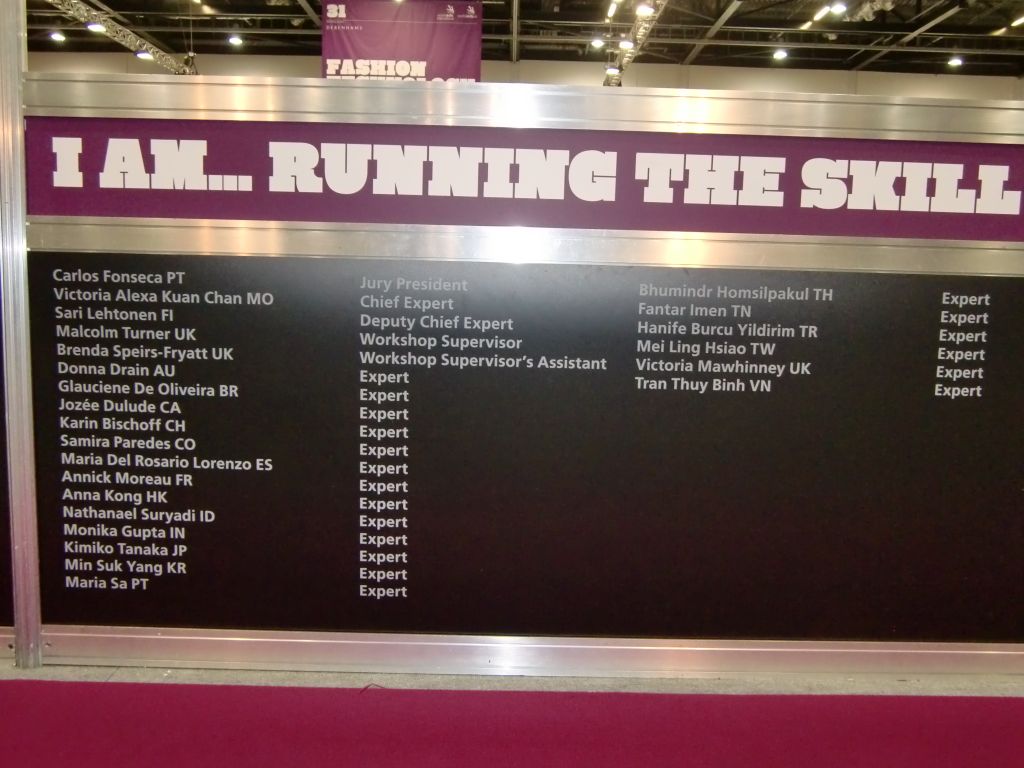 31
DEBENHAMS
FASHION
TECHNOLOGY
I AM... RUNNING THE SKILL
Carlos Fonseca PT Jury President
Victoria Alexa Kuan Chan MO Chief Expert
Sari Lehtonen FI Deputy Chief Expert
Malcolm Turner UK Workshop Supervisor
Brenda Speirs-Fryatt UK Workshop Supervisor's Assistant
Donna Drain AU Expert
Glauciene De Oliveira BR Expert
Jozée Dulude CA Expert
Karin Bischoff CH Expert
Samira Paredes CO Expert
Maria Del Rosario Lorenzo ES Expert
Annick Moreau FR Expert
Anna Kong HK Expert
Nathanael Suryadi ID Expert
Monika Gupta IN Expert
Kimiko Tanaka JP Expert
Min Suk Yang KR Expert
Maria Sa PT Expert
Bhumindr Homsilpakul TH Expert
Fantar Imen TN Expert
Hanife Burcu Yildirim TR Expert
Mei Ling Hsiao TW Expert
Victoria Mawhinney UK Expert
Tran Thuy Binh VN Expert